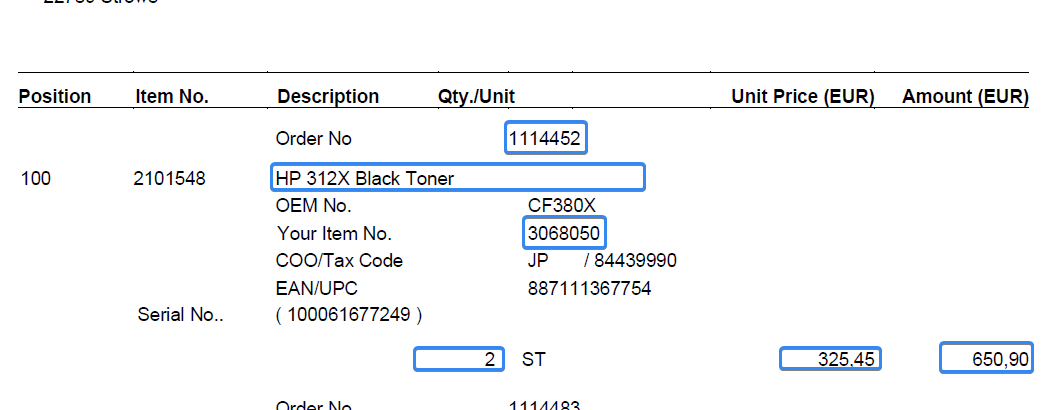 Position Item No. Description Qty./Unit Unit Price (EUR) Amount (EUR)
Order No 1114452
100 2101548 HP 312X Black Toner
OEM No. CF380X
Your Item No. 3068050
COO/Tax Code JP / 84439990
EAN/UPC 887111367754
Serial No.. ( 100061677249 )
2 ST 325,45 650,90
Order No 1114483